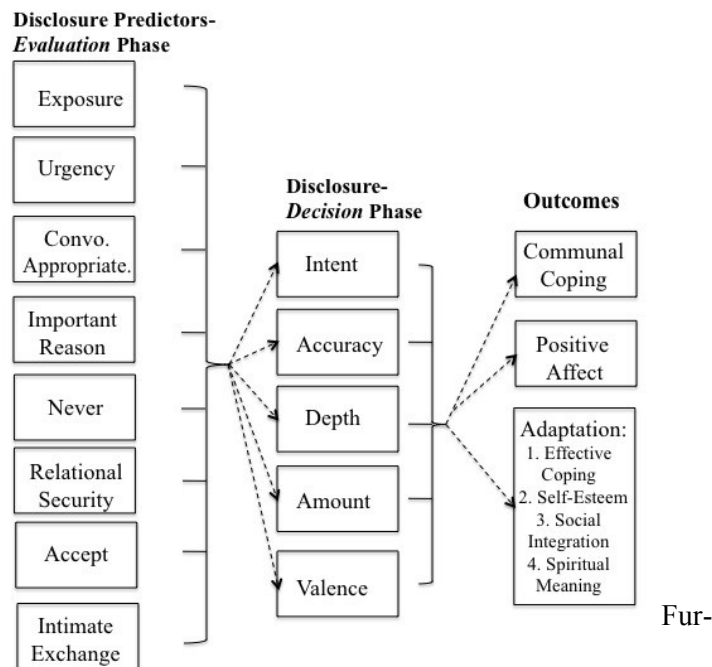 Disclosure Predictors-
Evaluation Phase
Exposure
Urgency
Convo.
Appropriate.
Important
Reason
Never
Relational
Security
Accept
Intimate
Exchange
Disclosure-
Decision Phase
Intent
Accuracy
Depth
Amount
Valence
Outcomes
Communal
Coping
Positive
Affect
Adaptation:
1. Effective
Coping
2. Self-Esteem
3. Social
Integration
4. Spiritual
Meaning
Fur-